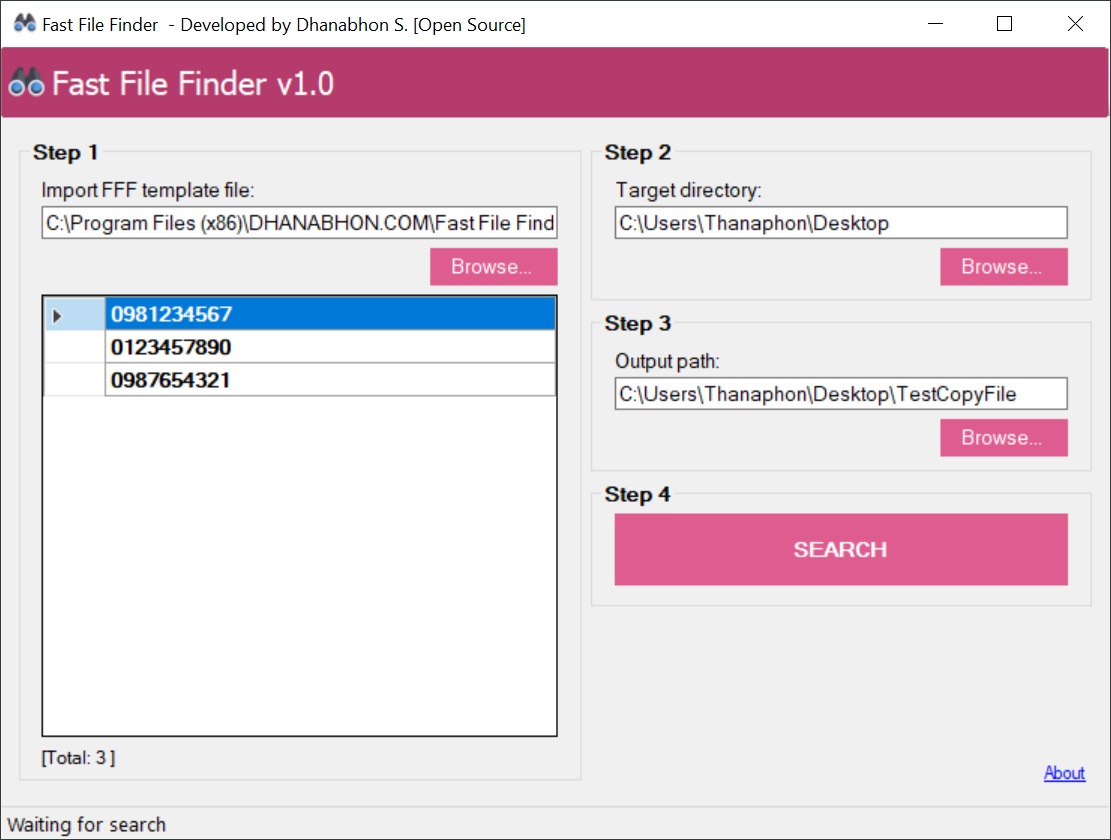 Fast File Finder - Developed by Dhanabhon S. [Open Source]
Fast File Finder v1.0
Step 1
Import FFF template file:
C:\Program Files (x86)\DHANABHON.COM\Fast File Find
Browse...
0981234567
0123457890
0987654321
[Total: 3 ]
Step 2
Target directory:
C:\Users\Thanaphon\Desktop
Browse...
Step 3
Output path:
C:\Users\Thanaphon\Desktop\TestCopyFile
Browse...
Step 4
SEARCH
About
Waiting for search